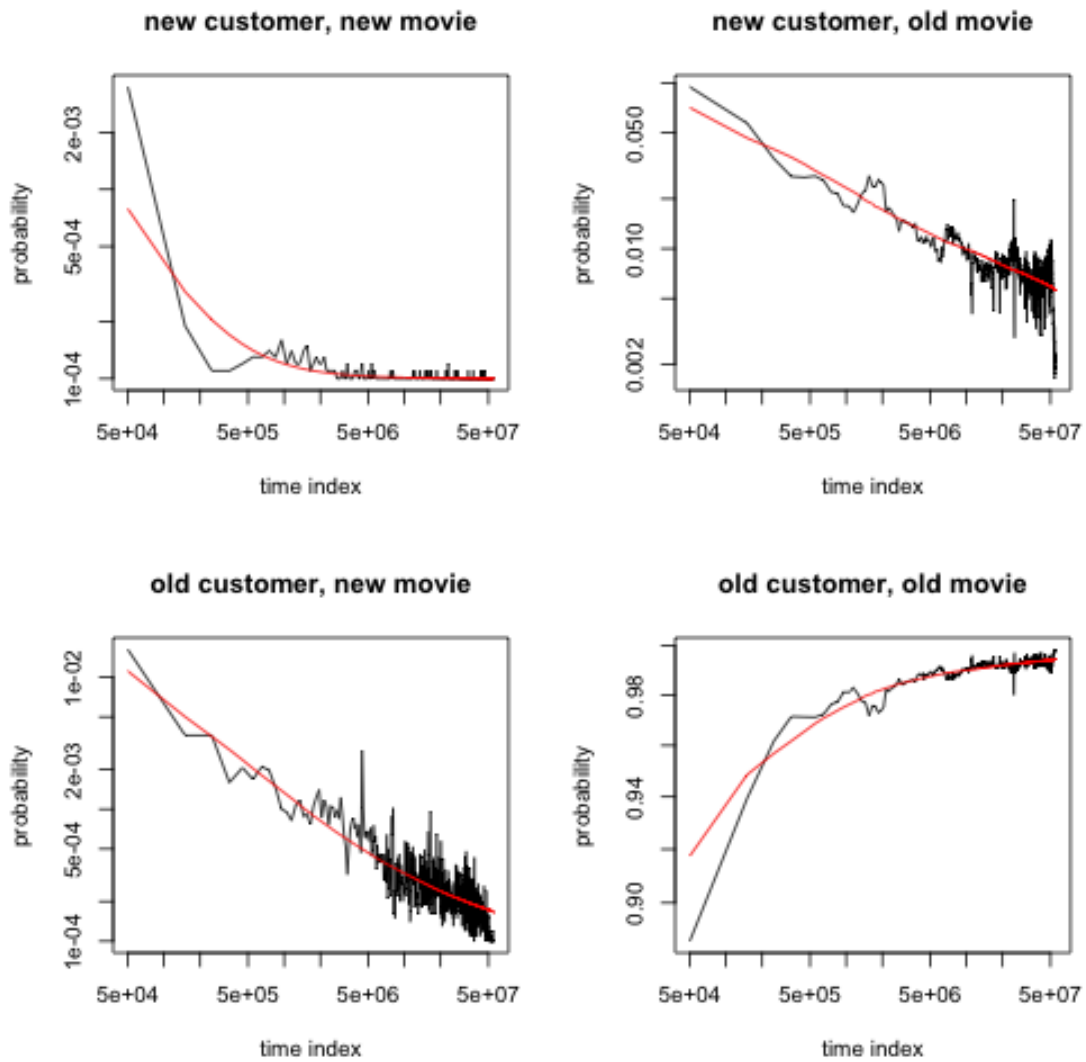 new customer, new movie
probability
2e-03
5e-04
1e-04
5e+04 5e+05 5e+06 5e+07
time index
new customer, old movie
probability
0.050
0.010
0.002
5e+04 5e+05 5e+06 5e+07
time index
old customer, new movie
probability
1e-02
2e-03
5e-04
1e-04
5e+04 5e+05 5e+06 5e+07
time index
old customer, old movie
probability
0.98
0.94
0.90
5e+04 5e+05 5e+06 5e+07
time index